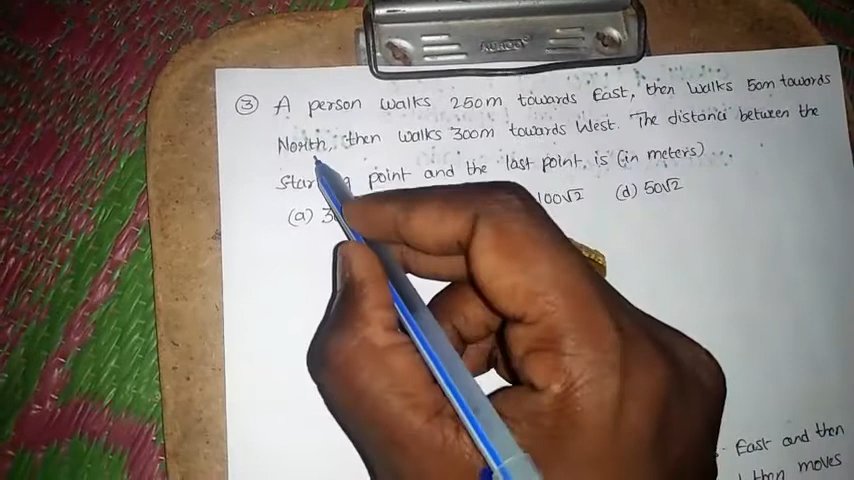 ③ A person walks 250m towards East, then walks 50m towards
North, then walks 300m towards West. The distance between the
point and the last point is (in meters)
(a) 100√2 (d) 50√2
East and then
then moves